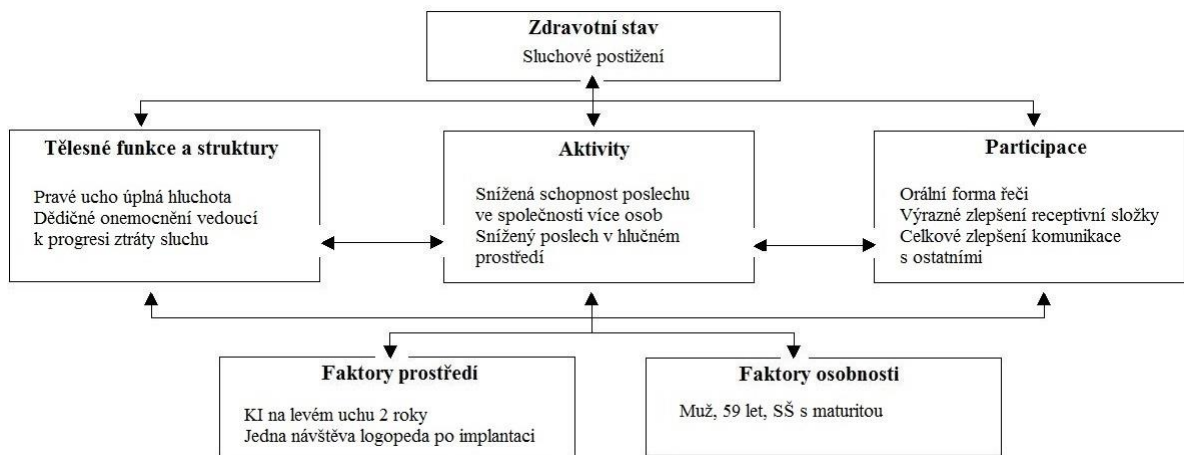 Zdravotní stav
Sluchové postižení
Tělesné funkce a struktury
Pravé ucho úplná hluchota
Dědičné onemocnění vedoucí
k progresi ztráty sluchu
Aktivity
Snížená schopnost poslechu
ve společnosti více osob
Snížený poslech v hlučném
prostředí
Participace
Orální forma řeči
Výrazné zlepšení receptivní složky
Celkové zlepšení komunikace
s ostatními
Faktory prostředí
KI na levém uchu 2 roky
Jedna návštěva logopeda po implantaci
Faktory osobnosti
Muž, 59 let, SŠ s maturitou